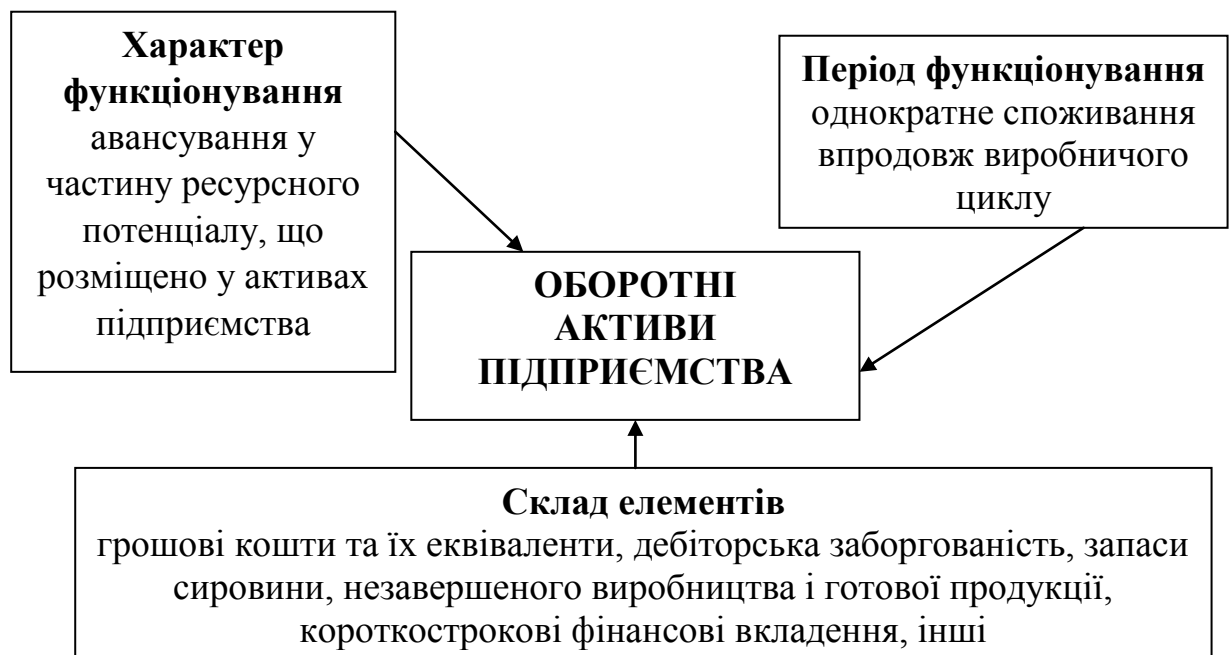 Характер
функціонування
авансування у
частину ресурсного
потенціалу, що
розміщено у активах
підприємства
Період функціонування
однократне споживання
впродовж виробничого
циклу
ОБОРОТНІ
АКТИВИ
ПІДПРИЄМСТВА
Склад елементів
грошові кошти та їх еквіваленти, дебіторська заборгованість, запаси
сировини, незавершеного виробництва і готової продукції,
короткострокові фінансові вкладення, інші